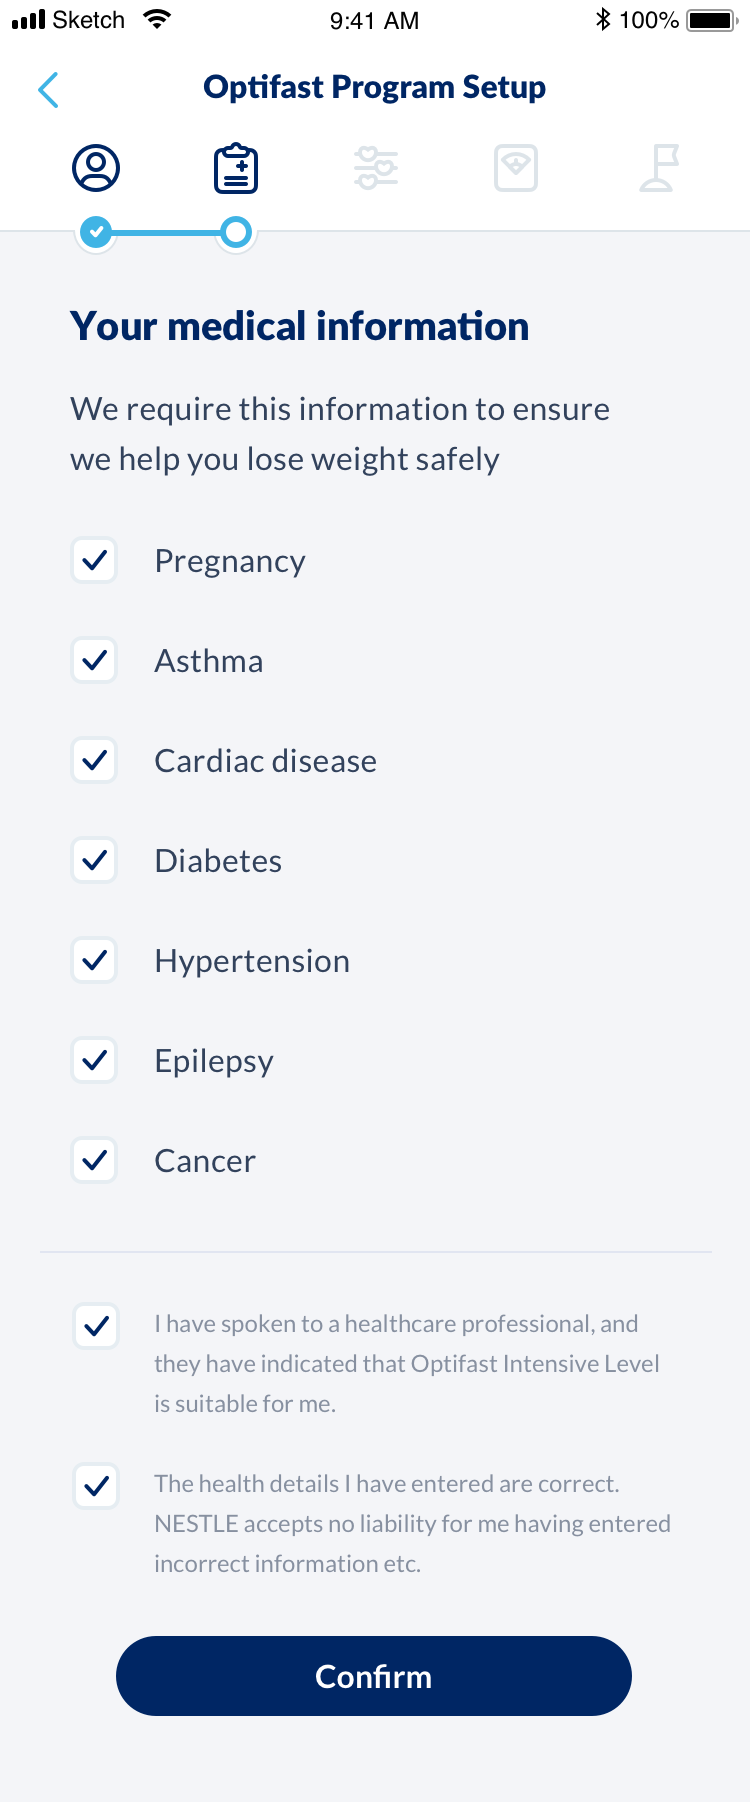 Sketch 9:41 AM 100%
Optifast Program Setup
Your medical information
We require this information to ensure
we help you lose weight safely
Pregnancy
Asthma
Cardiac disease
Diabetes
Hypertension
Epilepsy
Cancer
I have spoken to a healthcare professional, and
they have indicated that Optifast Intensive Level
is suitable for me.
The health details I have entered are correct.
NESTLE accepts no liability for me having entered
incorrect information etc.
Confirm